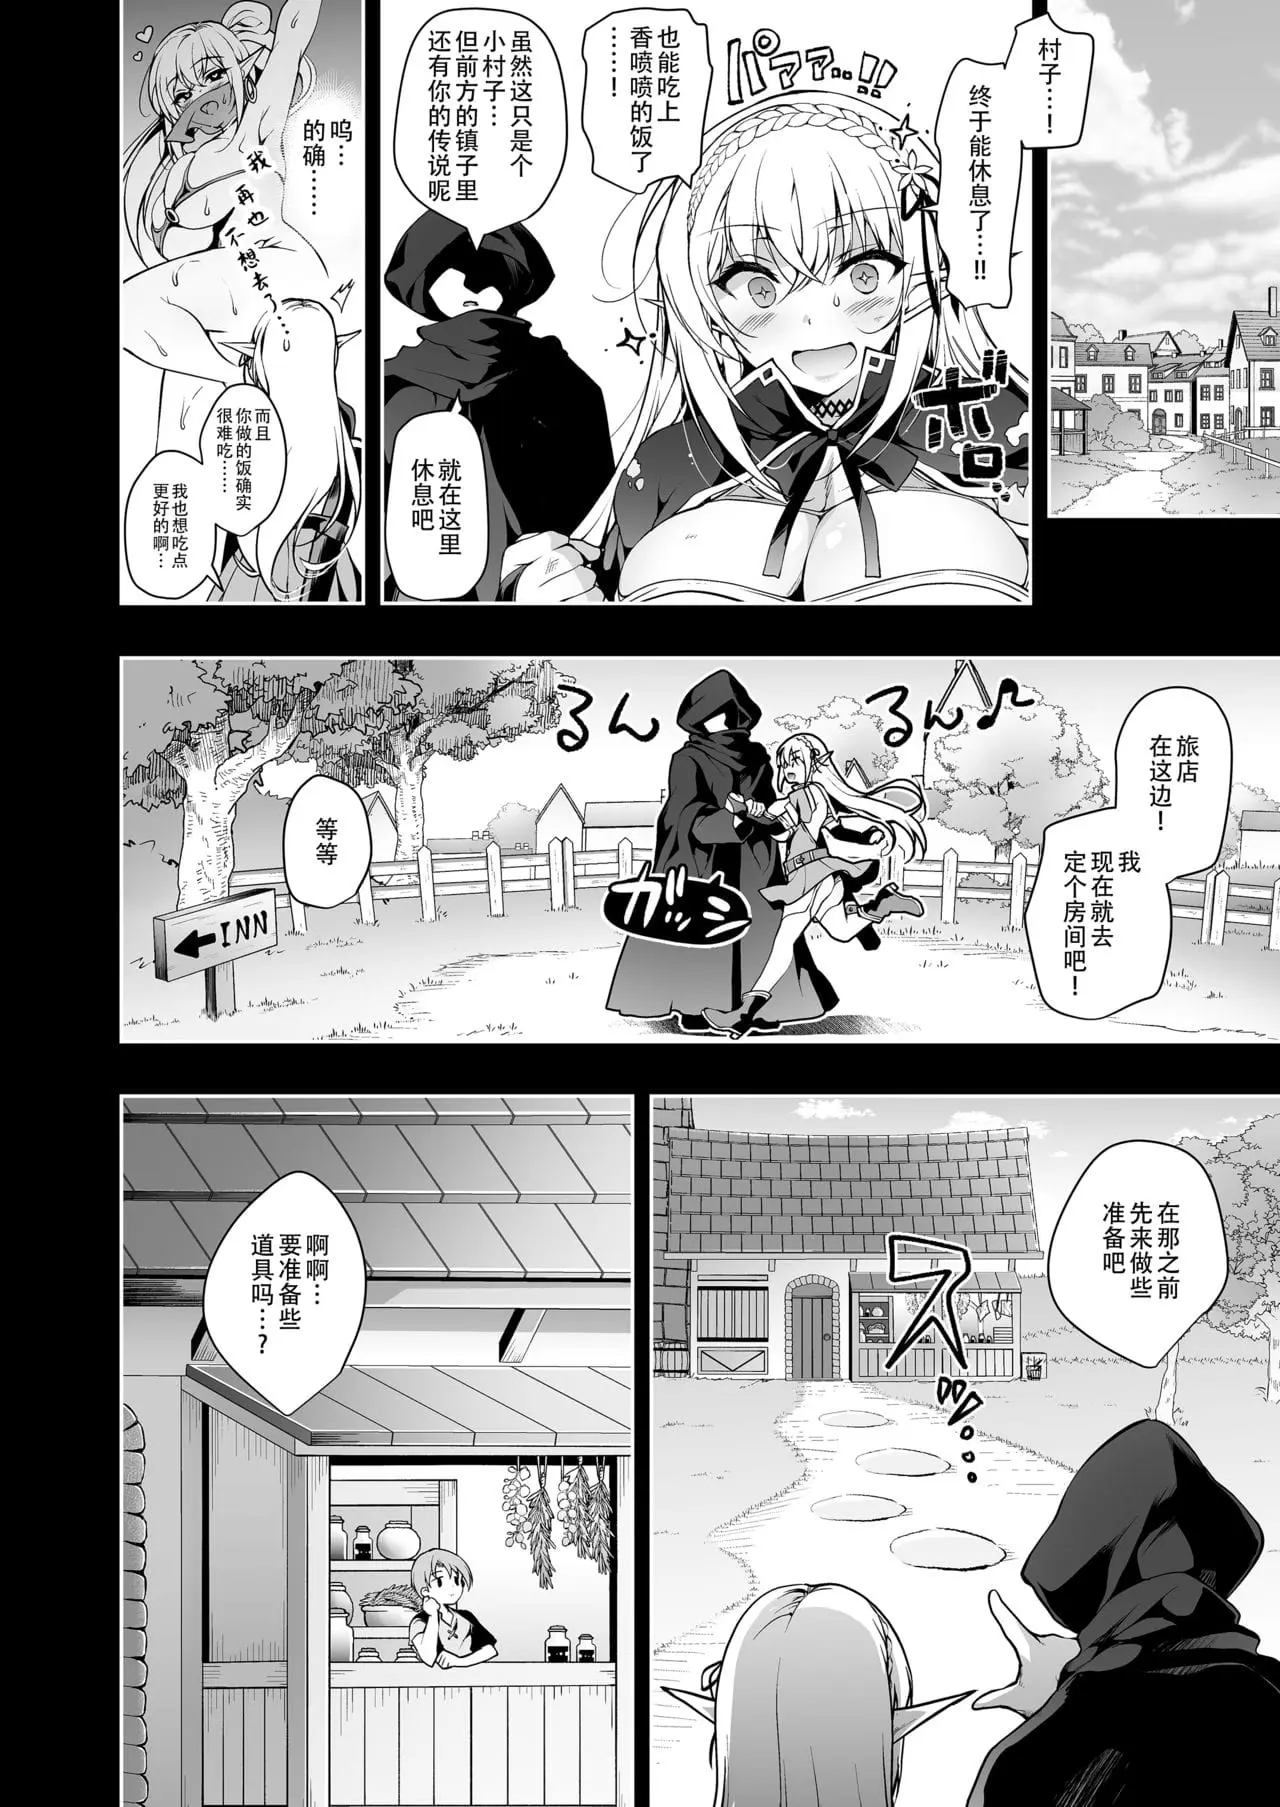 村子…！
终于能休息了…!!
也能吃上
香喷喷的饭了
……！
パァァァ..!!
ボロ
虽然这只是个
小村子…
但前方的镇子里
还有你的传说呢
就在这里
休息吧
呜…
的确……
我再也不想去了…
而且
你做的饭确实
很难吃……
我也想吃点
更好的啊…
旅店
在这边！
我
现在就去
定个房间吧！
るん♪
るん
ガッシ
等等
INN
在那之前
先来做些
准备吧
ス…
啊啊…
要准备些
道具吗…?